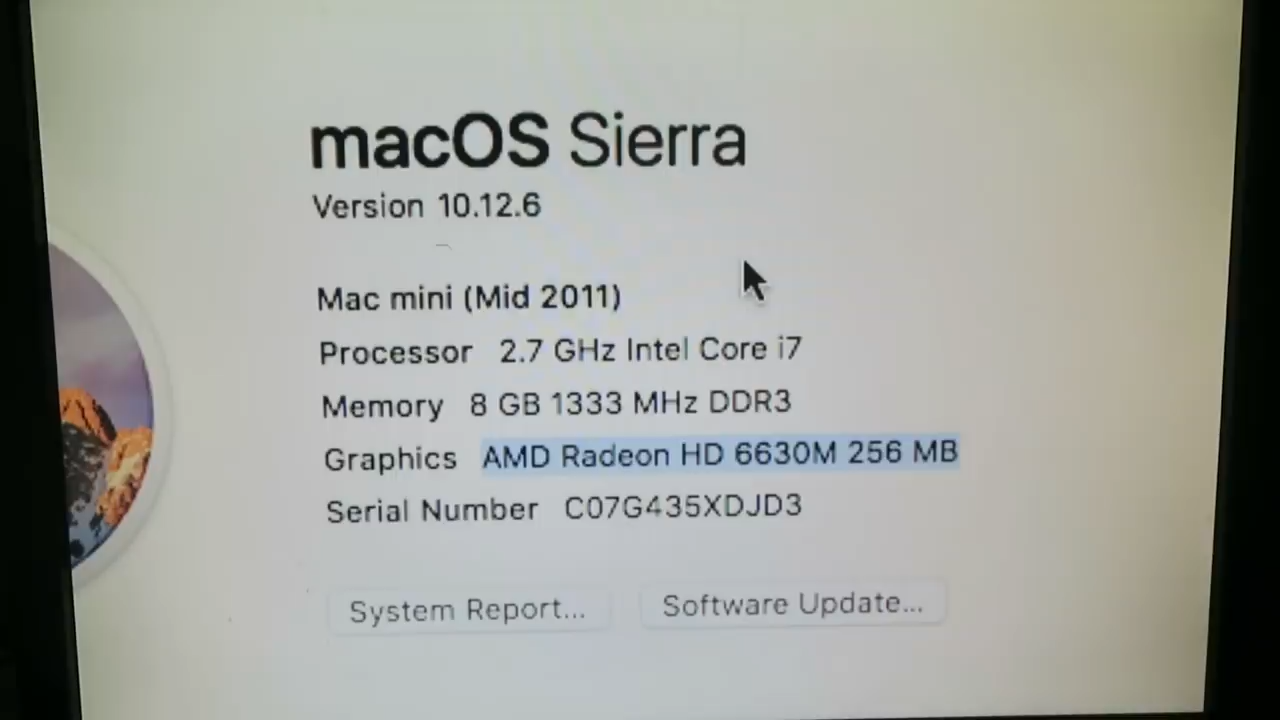 macOS Sierra
Version 10.12.6
Mac mini (Mid 2011)
Processor 2.7 GHz Intel Core i7
Memory 8 GB 1333 MHz DDR3
Graphics AMD Radeon HD 6630M 256 MB
Serial Number C07G435XDJD3
System Report...
Software Update...